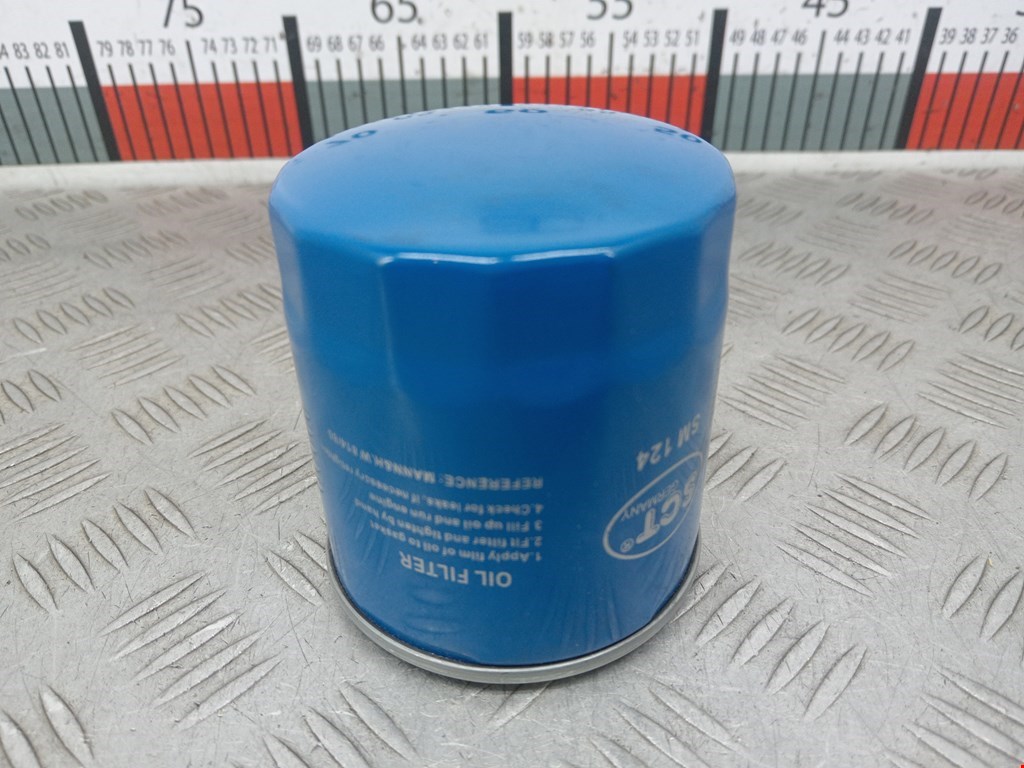 75 65 55 45
84 83 82 81 79 78 77 76 74 73 72 71 69 68 67 66 64 63 62 61 59 58 57 56 54 53 52 51 49 48 47 46 44 43 42 41 39 38 37 36
OIL FILTER
1.Apply film of oil to gasket
2.Fit filter and tighten by hand
3 Fill up oil and run engine
4.Check for leaks, if necessary
REFERENCE: MANN&H.W
SCT
GERMANY
®
SM 124